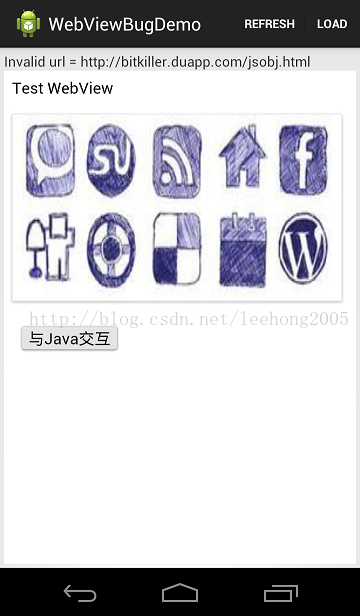 WebViewBugDemo REFRESH LOAD
Invalid url = http://bitkiller.duapp.com/jsobj.html
Test WebView
http://blog.csdn.net/leehong2005
与Java交互